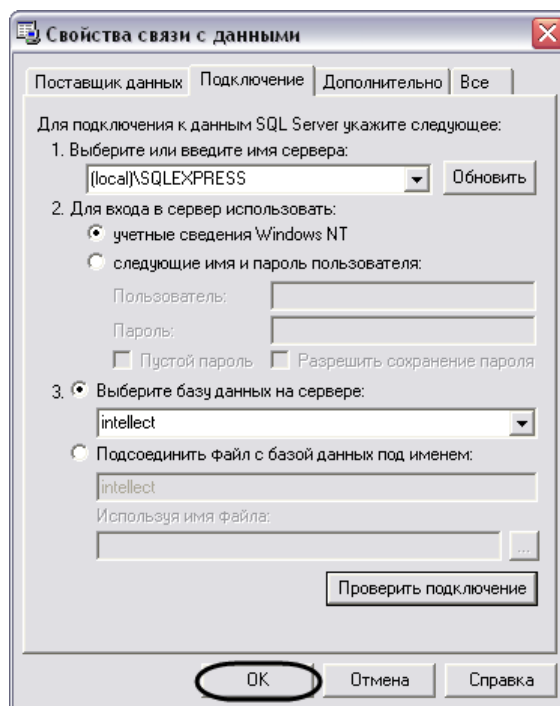 Свойства связи с данными
Поставщик данных Подключение Дополнительно Все
Для подключения к данным SQL Server укажите следующее:
1. Выберите или введите имя сервера:
(local)\SQLEXPRESS Обновить
2. Для входа в сервер использовать:
учетные сведения Windows NT
следующие имя и пароль пользователя:
Пользователь:
Пароль:
Пустой пароль Разрешить сохранение пароля
3. Выберите базу данных на сервере:
intellect
Подсоединить файл с базой данных под именем:
intellect
Используя имя файла:
...
Проверить подключение
OK Отмена Справка